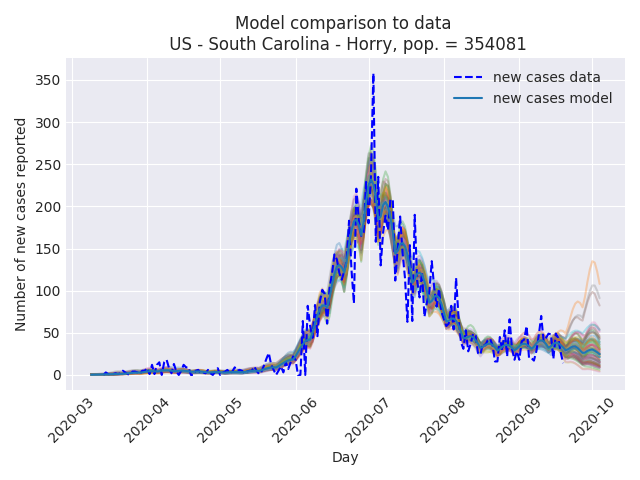 Model comparison to data
US - South Carolina - Horry, pop. = 354081
new cases data
new cases model
Number of new cases reported
350
300
250
200
150
100
50
0
2020-03
2020-04
2020-05
2020-06
2020-07
2020-08
2020-09
2020-10
Day